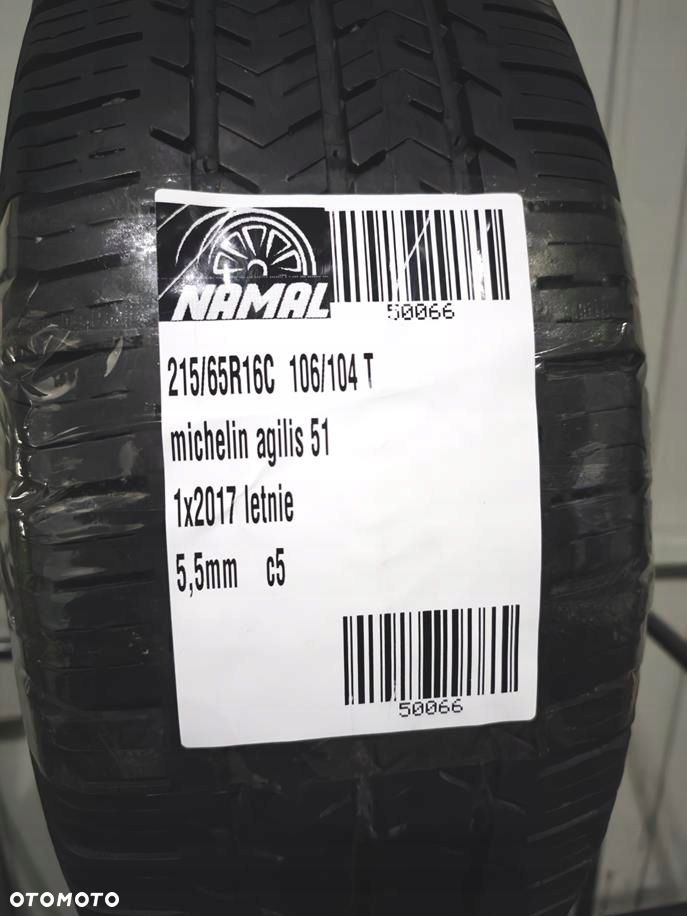 NAMAL
50066
215/65R16C 106/104 T
michelin agilis 51
1x2017 letnie
5,5mm c5
50066
OTOMOTO